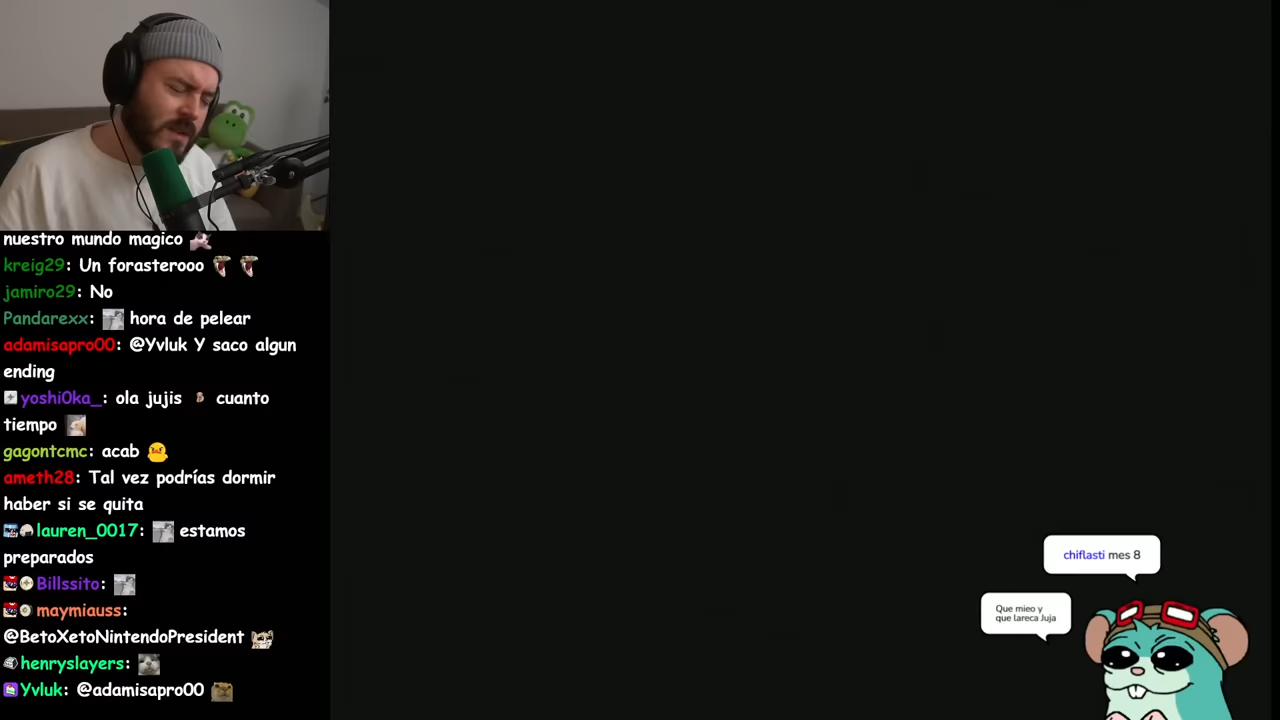 nuestro mundo magico
kreig29: Un forasterooo
jamiro29: No
Pandarexx: hora de pelear
adamisapro00: @Yvluk Y saco algun
ending
yoshi0ka_: ola jujis cuanto
tiempo
gagontcmc: acab
ameth28: Tal vez podrías dormir
haber si se quita
lauren_0017: estamos
preparados
Billssito:
maymiauss:
@BetoXetoNintendoPresident
henryslayers:
Yvluk: @adamisapro00
chiflasti mes 8
Que mieo y
que lareca Juja